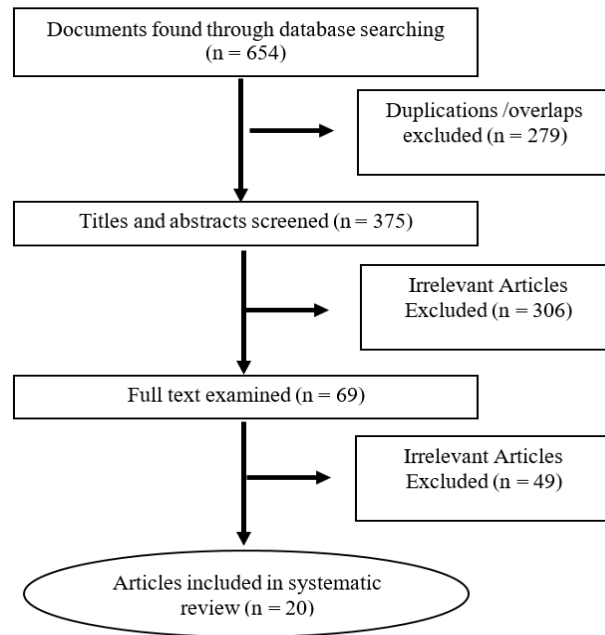 Documents found through database searching
(n = 654)
Duplications /overlaps
excluded (n = 279)
Titles and abstracts screened (n = 375)
Irrelevant Articles
Excluded (n = 306)
Full text examined (n = 69)
Irrelevant Articles
Excluded (n = 49)
Articles included in systematic
review (n = 20)